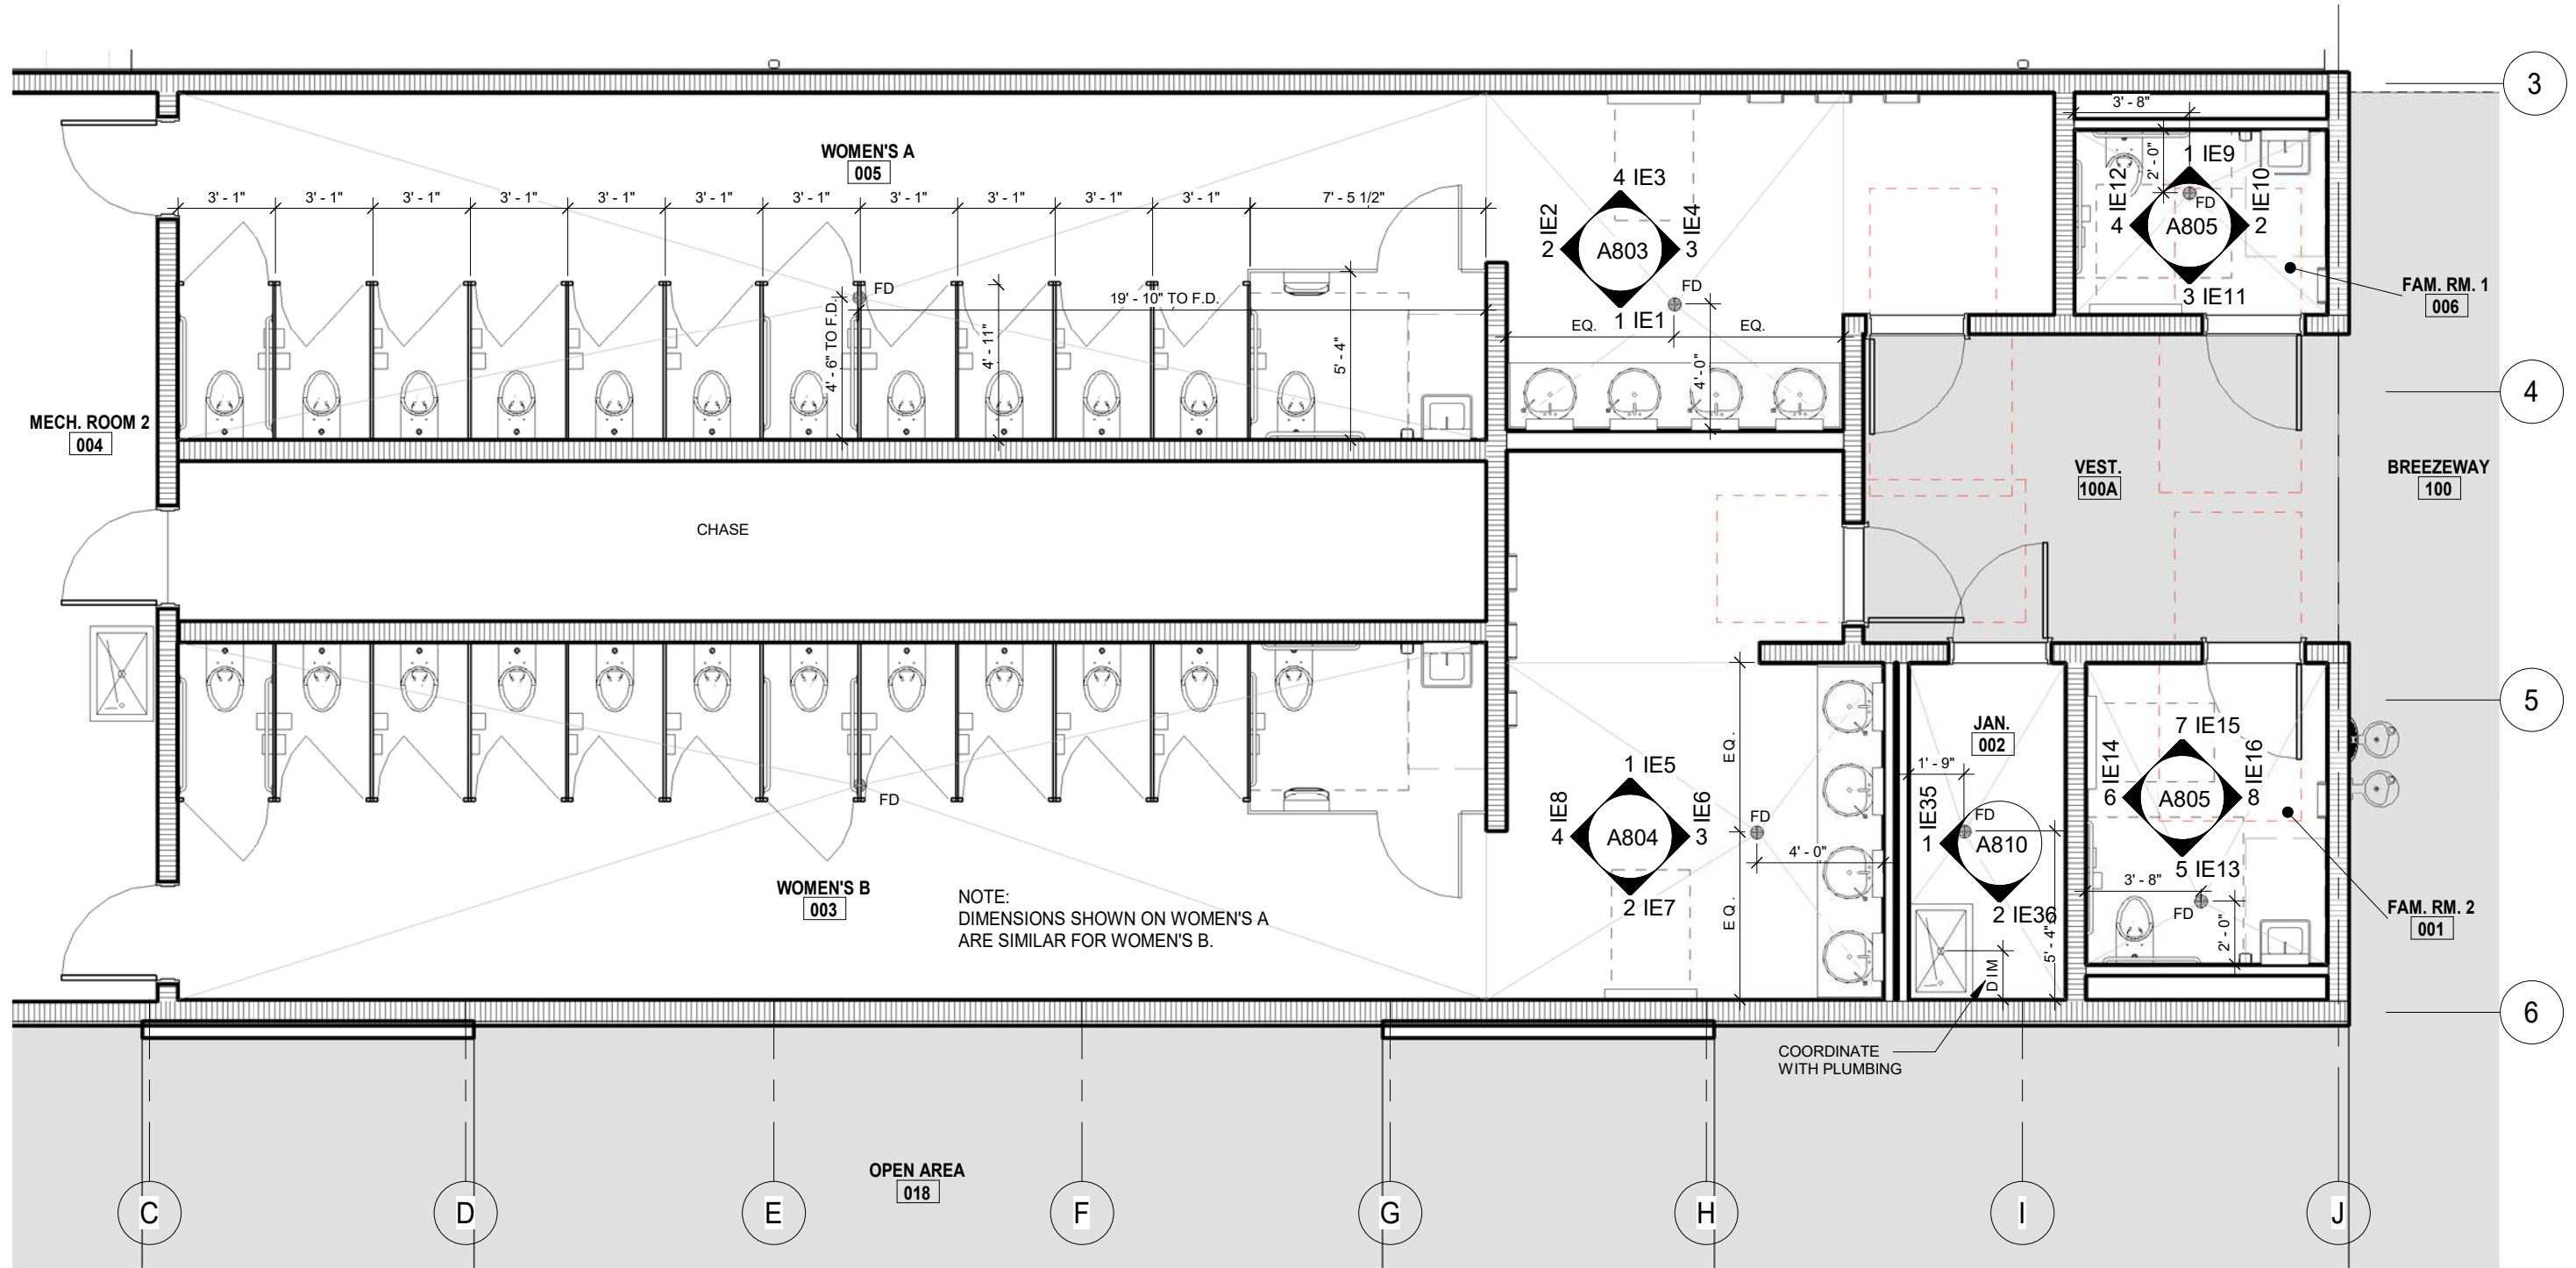 3
3' - 8"
WOMEN'S A
005
3' - 1"
3' - 1"
3' - 1"
3' - 1"
3' - 1"
3' - 1"
3' - 1"
3' - 1"
3' - 1"
3' - 1"
3' - 1"
7' - 5 1/2"
4 IE3
IE2
2
A803
IE4
3
1 IE1
FD
2'- 0"
1 IE9
IE12
4
A805
IE10
2
FD
3 IE11
FAM. RM. 1
006
FD
19' - 10" TO F.D.
4' - 6" TO F.D.
4' - 11"
5' - 4"
EQ.
EQ.
4'- 0"
4
MECH. ROOM 2
004
VEST.
100A
BREEZEWAY
100
CHASE
5
FD
1 IE5
IE8
4
A804
IE6
3
2 IE7
EQ.
EQ.
FD
4' - 0"
JAN.
002
1' - 9"
IE35
1
FD
A810
2 IE36
5'- 4"
DIM
7 IE15
IE14
6
A805
IE16
8
5 IE13
3' - 8"
FD
2'- 0"
FAM. RM. 2
001
WOMEN'S B
003
NOTE:
DIMENSIONS SHOWN ON WOMEN'S A
ARE SIMILAR FOR WOMEN'S B.
6
COORDINATE
WITH PLUMBING
OPEN AREA
018
C
D
E
F
G
H
I
J